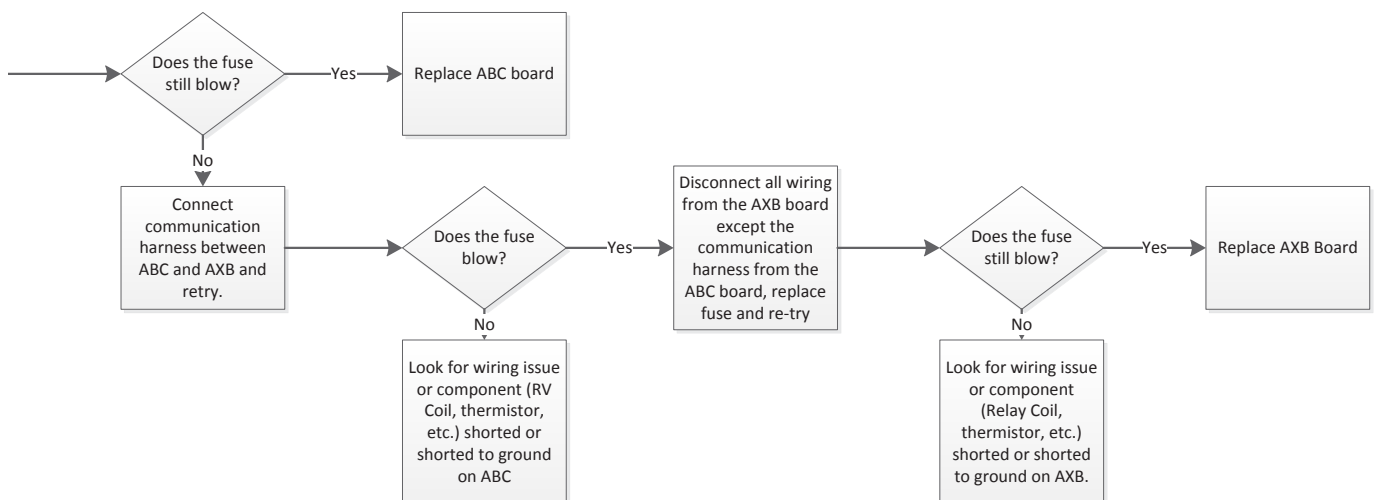 Does the fuse
still blow?
Yes
Replace ABC board
No
Connect
communication
harness between
ABC and AXB and
retry.
Does the fuse
blow?
Yes
Disconnect all wiring
from the AXB board
except the
communication
harness from the
ABC board, replace
fuse and re-try
Does the fuse
still blow?
Yes
Replace AXB Board
No
Look for wiring issue
or component (RV
Coil, thermistor,
etc.) shorted or
shorted to ground
on ABC
No
Look for wiring issue
or component
(Relay Coil,
thermistor, etc.)
shorted or shorted
to ground on AXB.